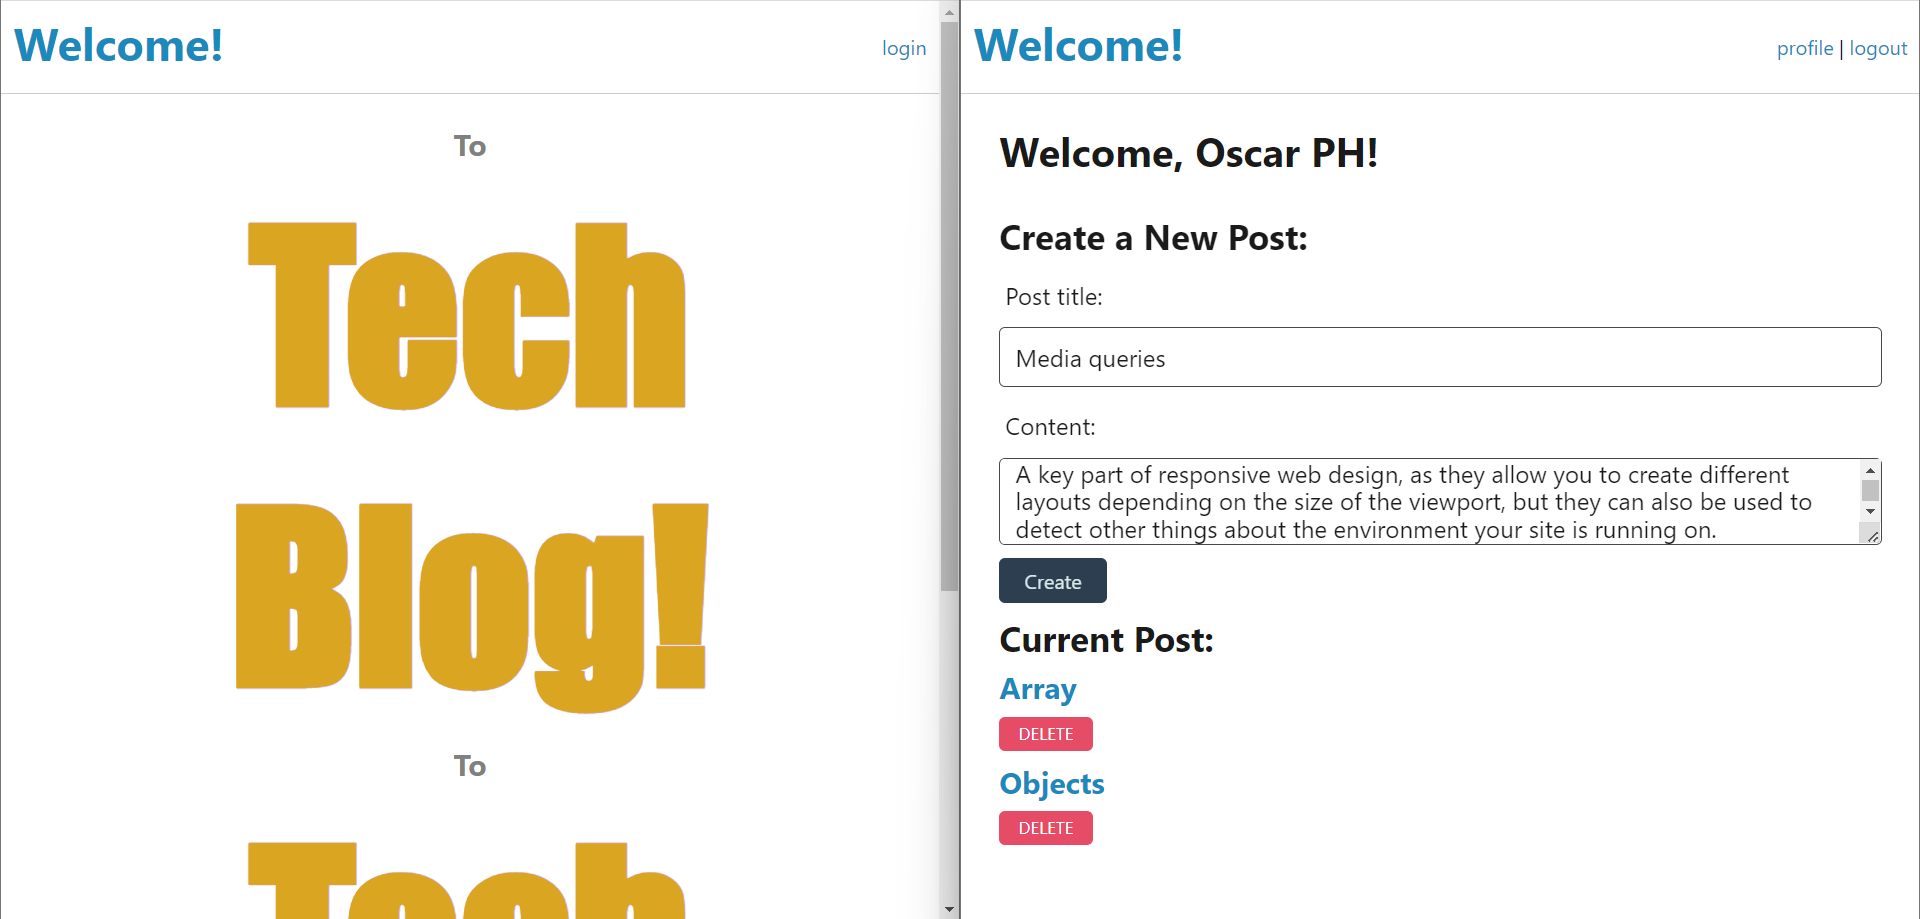 Welcome!
login
To
Tech
Blog!
To
Tech
Welcome!
profile | logout
Welcome, Oscar PH!
Create a New Post:
Post title:
Media queries
Content:
A key part of responsive web design, as they allow you to create different
layouts depending on the size of the viewport, but they can also be used to
detect other things about the environment your site is running on.
Create
Current Post:
Array
DELETE
Objects
DELETE